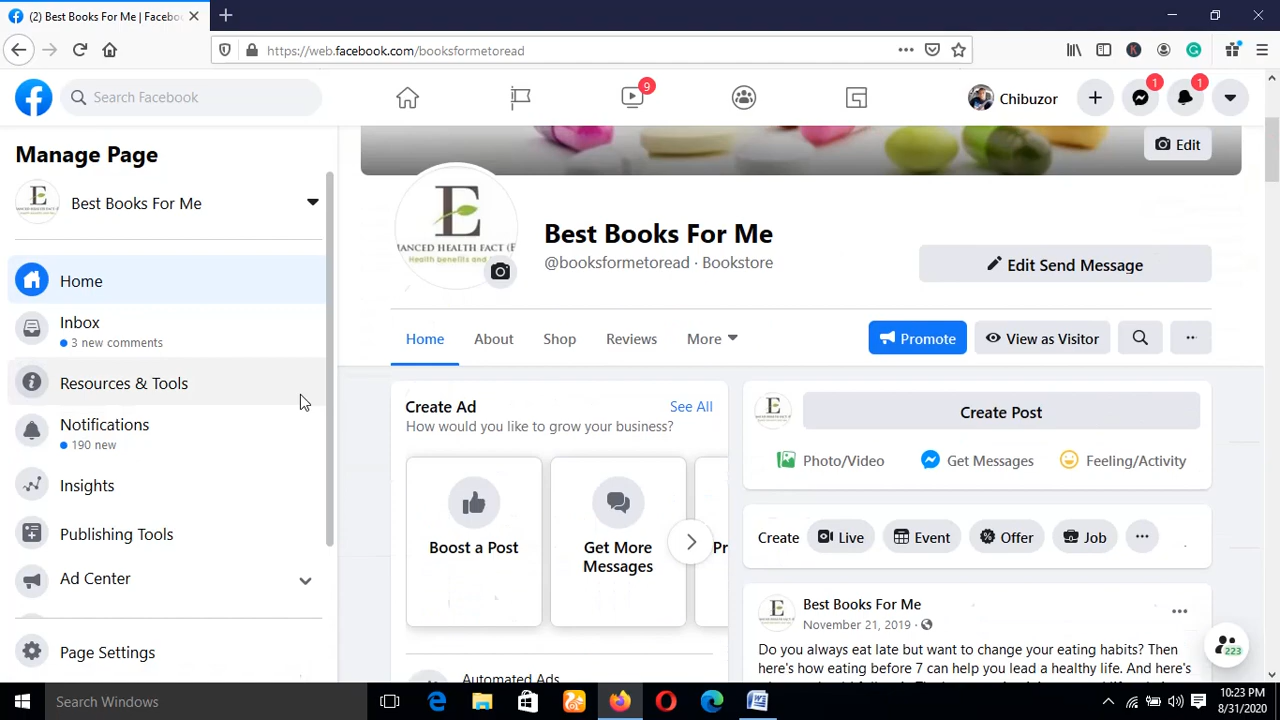 (2) Best Books For Me | Facebo
https://web.facebook.com/booksformetoread
Search Facebook
9
Chibuzor
1
1
Manage Page
Best Books For Me
Home
Inbox
3 new comments
Resources & Tools
Notifications
190 new
Insights
Publishing Tools
Ad Center
Page Settings
Edit
E
ANCED HEALTH FACT (E
Health benefits and
Best Books For Me
@booksformetoread · Bookstore
Edit Send Message
Home
About
Shop
Reviews
More
Promote
View as Visitor
Create Ad
See All
How would you like to grow your business?
Boost a Post
Get More
Messages
Pr
Automated Ads
Create Post
Photo/Video
Get Messages
Feeling/Activity
Create
Live
Event
Offer
Job
Best Books For Me
November 21, 2019 ·
Do you always eat late but want to change your eating habits? Then
here's how eating before 7 can help you lead a healthy life. And here's
223
Search Windows
10:23 PM
8/31/2020